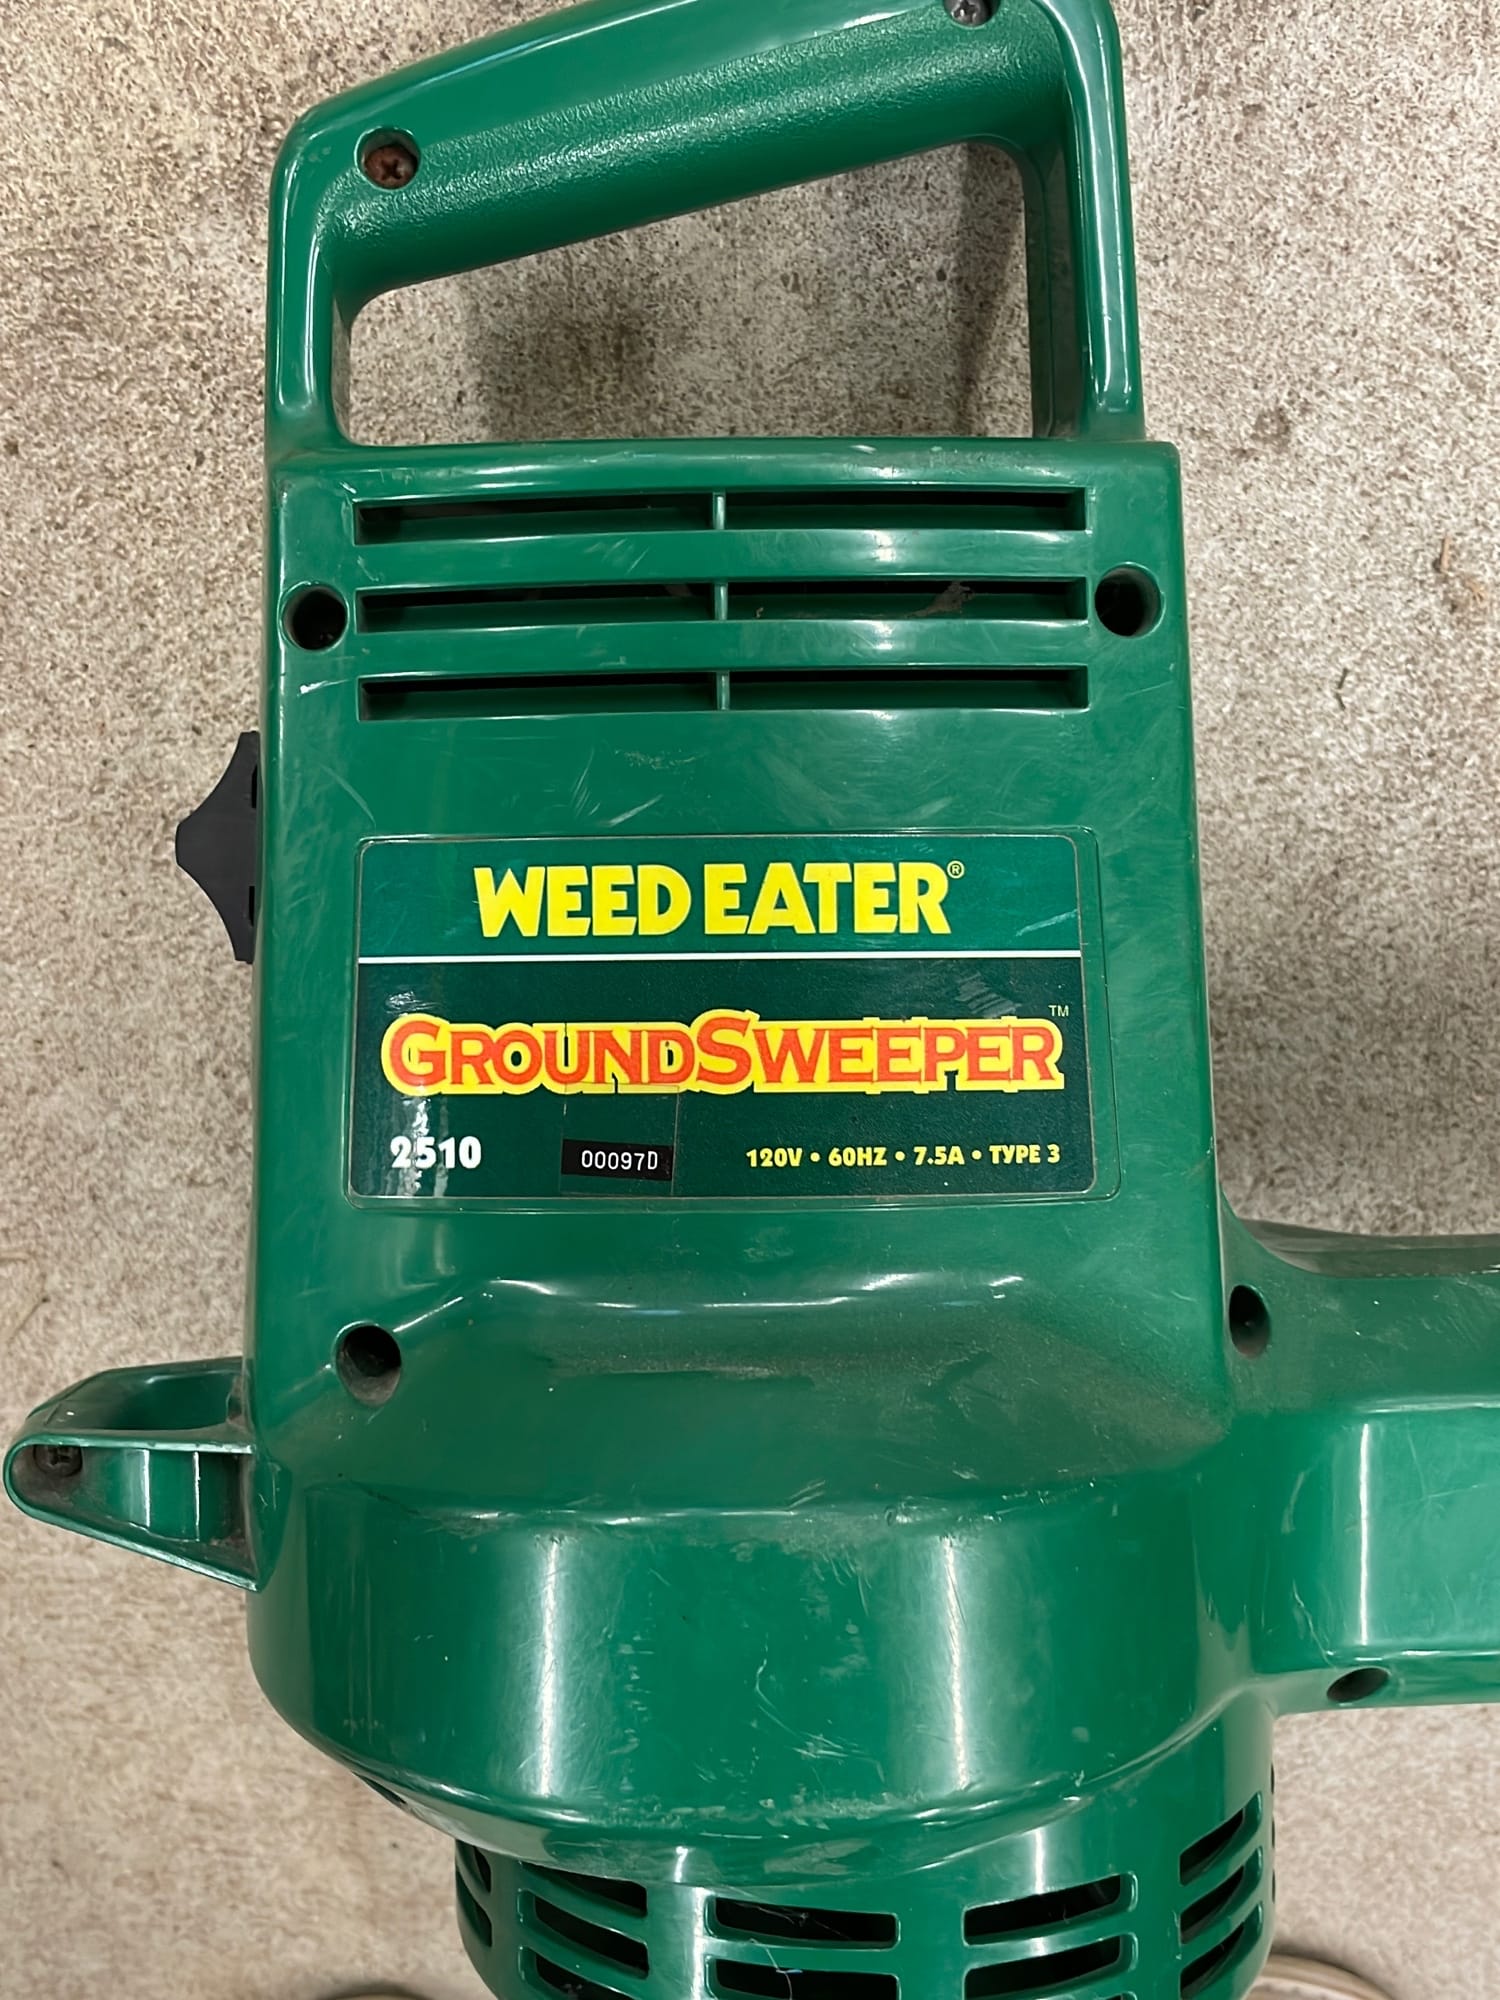 WEED EATER®
GROUNDSWEEPER™
2510 00097D 120V • 60HZ • 7.5A • TYPE 3